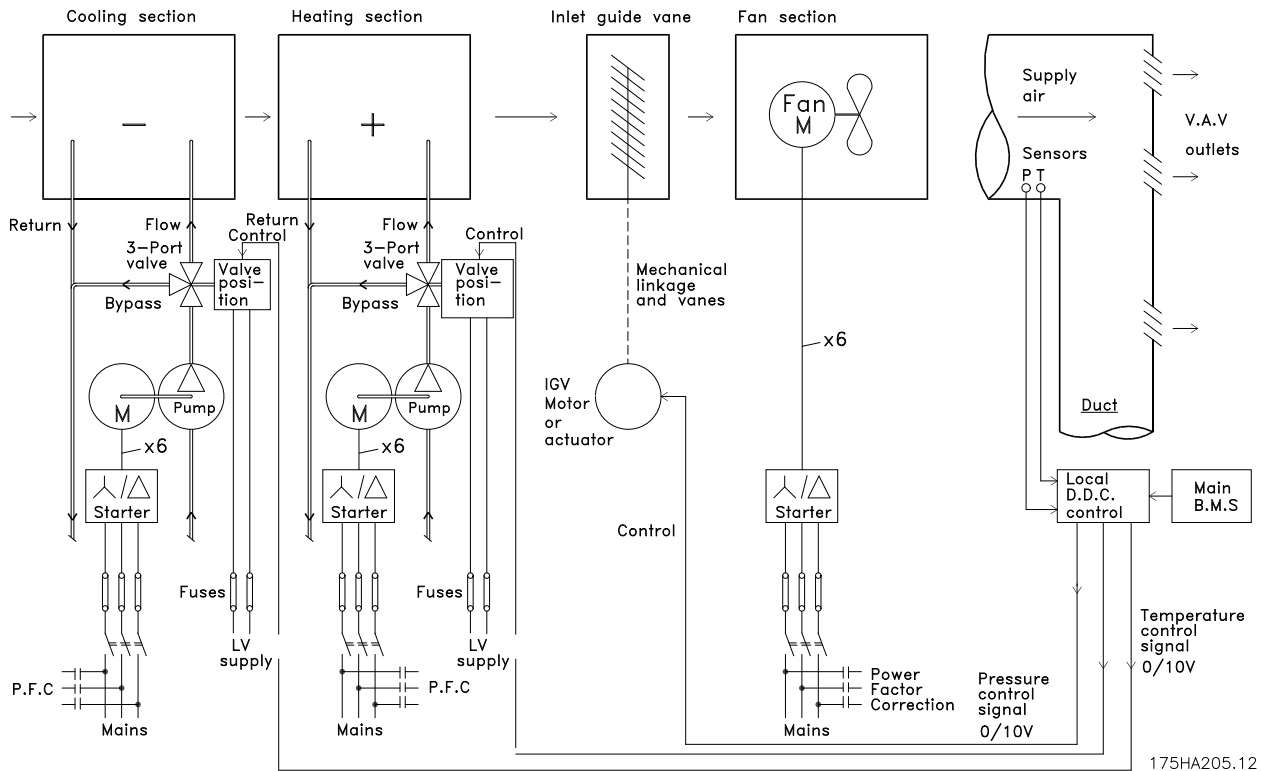 Cooling section
Heating section
Inlet guide vane
Fan section
−
+
Fan
M
Supply
air
V.A.V
outlets
Sensors
P T
Return
Flow
3-Port
valve
Bypass
Return
Control
Valve
posi-
tion
Flow
3-Port
valve
Bypass
Control
Valve
posi-
tion
Mechanical
linkage
and vanes
x6
M
Pump
x6
M
Pump
x6
IGV
Motor
or
actuator
Duct
/
Starter
/
Starter
/
Starter
Local
D.D.C.
control
Main
B.M.S
Control
Fuses
Fuses
LV
supply
LV
supply
Temperature
control
signal
0/10V
P.F.C
P.F.C
Power
Factor
Correction
Pressure
control
signal
0/10V
Mains
Mains
Mains
175HA205.12